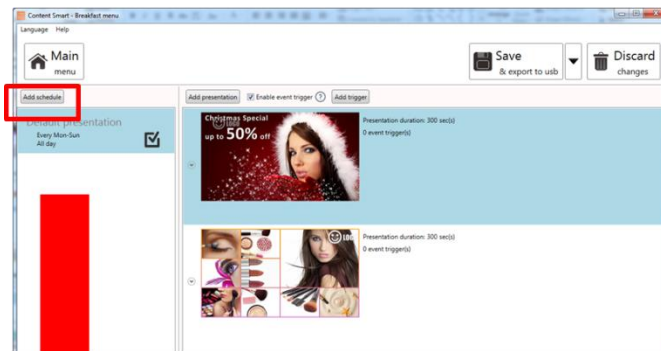 Content Smart - Breakfast menu
Language Help
Main
menu
Save
& export to usb
Discard
changes
Add schedule
Add presentation
Enable event trigger ?
Add trigger
Default presentation
Every Mon-Sun
All day
Christmas Special
LOGO
up to 50% off
Presentation duration: 300 sec(s)
0 event trigger(s)
LOGO
Presentation duration: 300 sec(s)
0 event trigger(s)